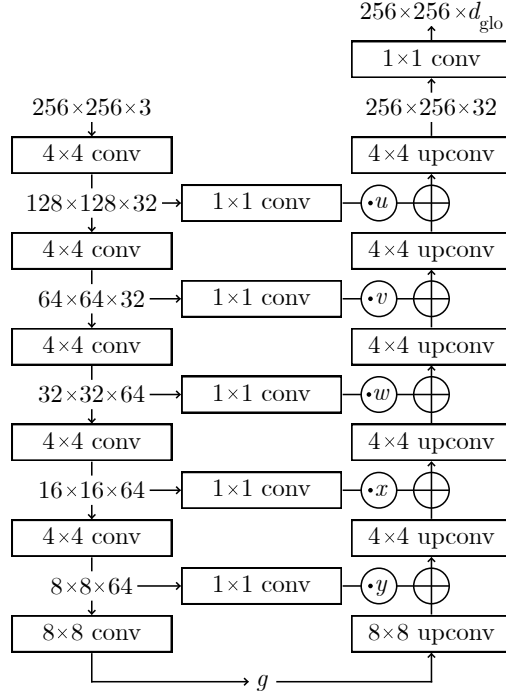 256×256×d_glo
1×1 conv
256×256×3 256×256×32
4×4 conv 4×4 upconv
128×128×32 1×1 conv ·u
4×4 conv 4×4 upconv
64×64×32 1×1 conv ·v
4×4 conv 4×4 upconv
32×32×64 1×1 conv ·w
4×4 conv 4×4 upconv
16×16×64 1×1 conv ·x
4×4 conv 4×4 upconv
8×8×64 1×1 conv ·y
8×8 conv 8×8 upconv
g